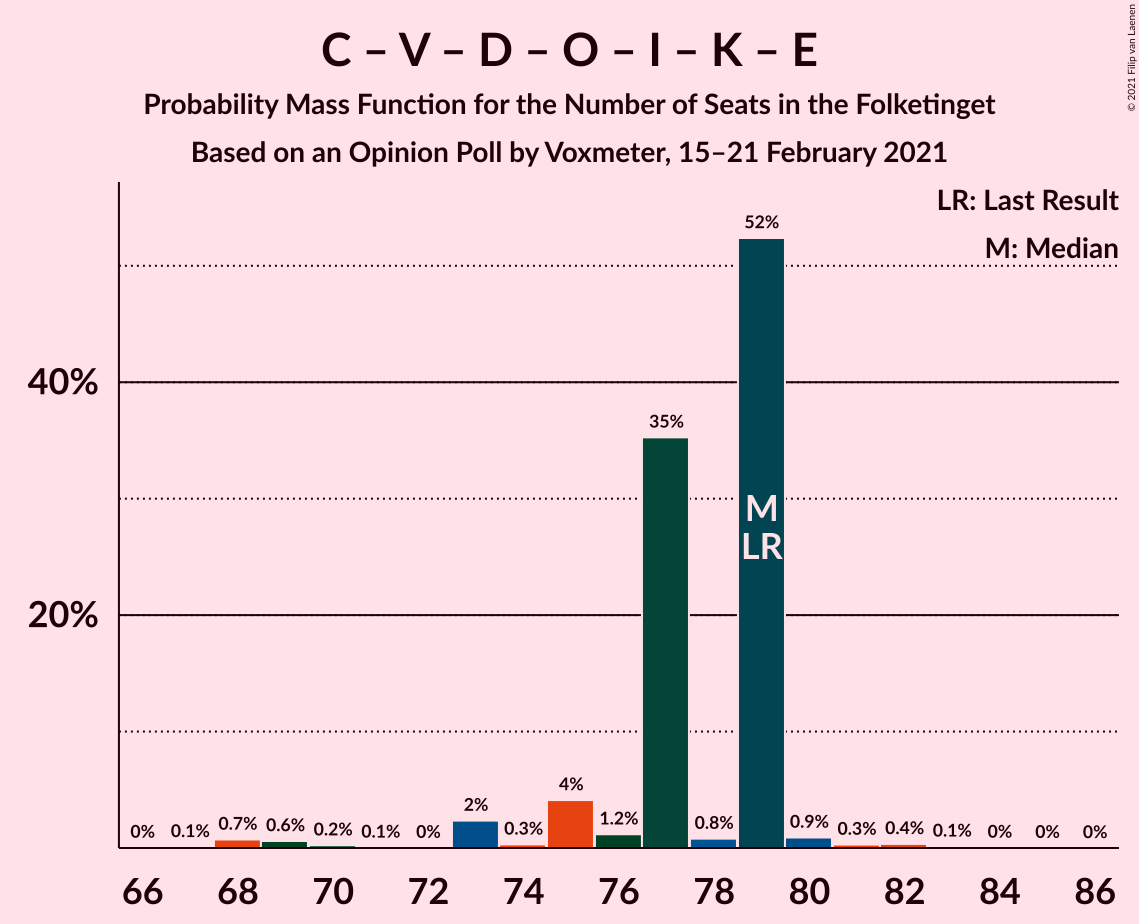 C – V – D – O – I – K – E
Probability Mass Function for the Number of Seats in the Folketinget
Based on an Opinion Poll by Voxmeter, 15–21 February 2021
© 2021 Filip van Laenen
LR: Last Result
M: Median
40%
20%
0%
0.1%
0.7%
0.6%
0.2%
0.1%
0%
2%
0.3%
4%
1.2%
35%
0.8%
52%
0.9%
0.3%
0.4%
0.1%
0%
0%
0%
M
LR
66 68 70 72 74 76 78 80 82 84 86